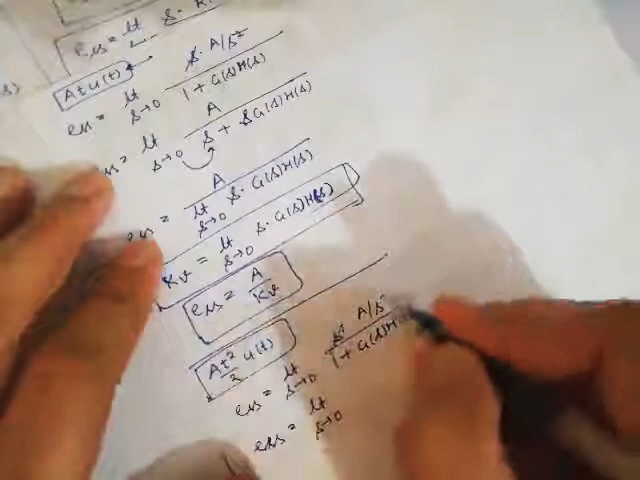 ess = lt s.
Atu(t)
ess = lt s→0 s. A/s² / 1 + G(s)H(s)
ess = lt s→0 A / s + sG(s)H(s)
ess = A / lt s→0 s. G(s)H(s)
Kv = lt s→0 s. G(s)H(s)
ess = A / Kv
At²/2 u(t)
ess = lt s→0 s. A/s / 1 + G(s)H
ess = lt s→0